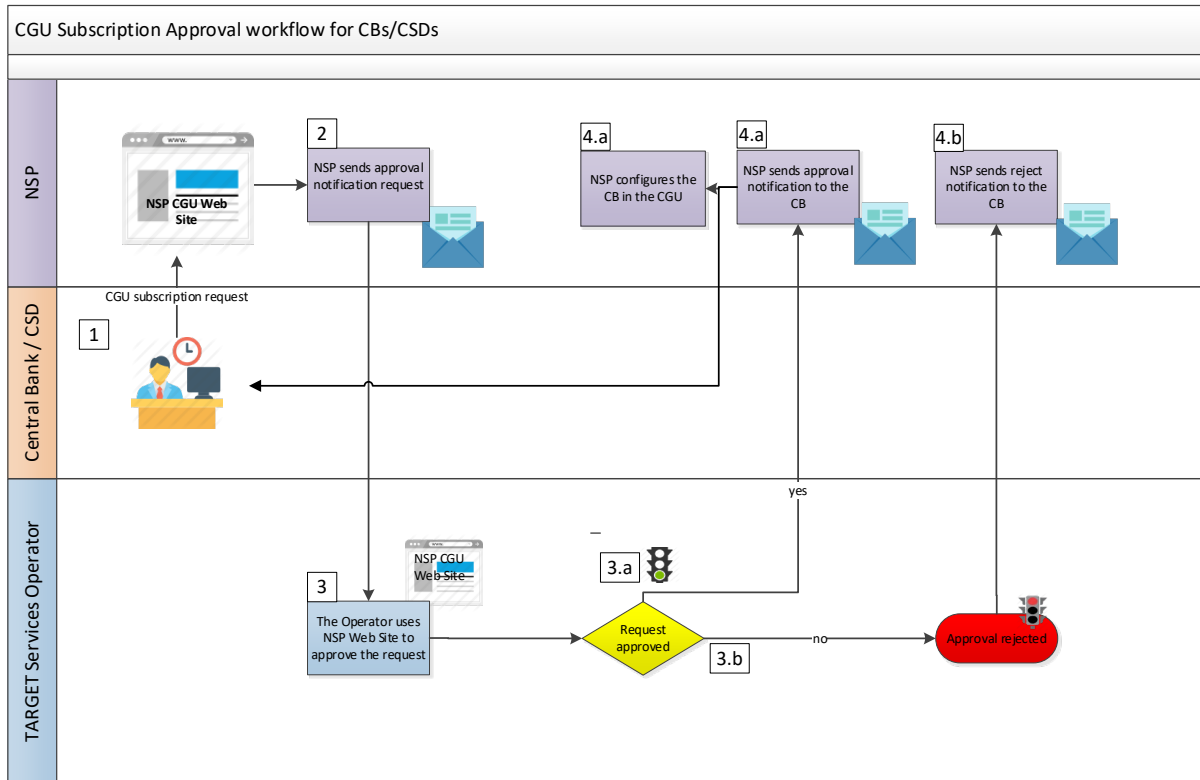 CGU Subscription Approval workflow for CBs/CSDs
NSP
www.
NSP CGU Web
Site
2
NSP sends approval
notification request
4.a
NSP configures the
CB in the CGU
4.a
NSP sends approval
notification to the
CB
4.b
NSP sends reject
notification to the
CB
Central Bank / CSD
CGU subscription request
1
TARGET Services Operator
yes
www.
NSP CGU
Web Site
3
The Operator uses
NSP Web Site to
approve the request
3.a
Request
approved
3.b
no
Approval rejected